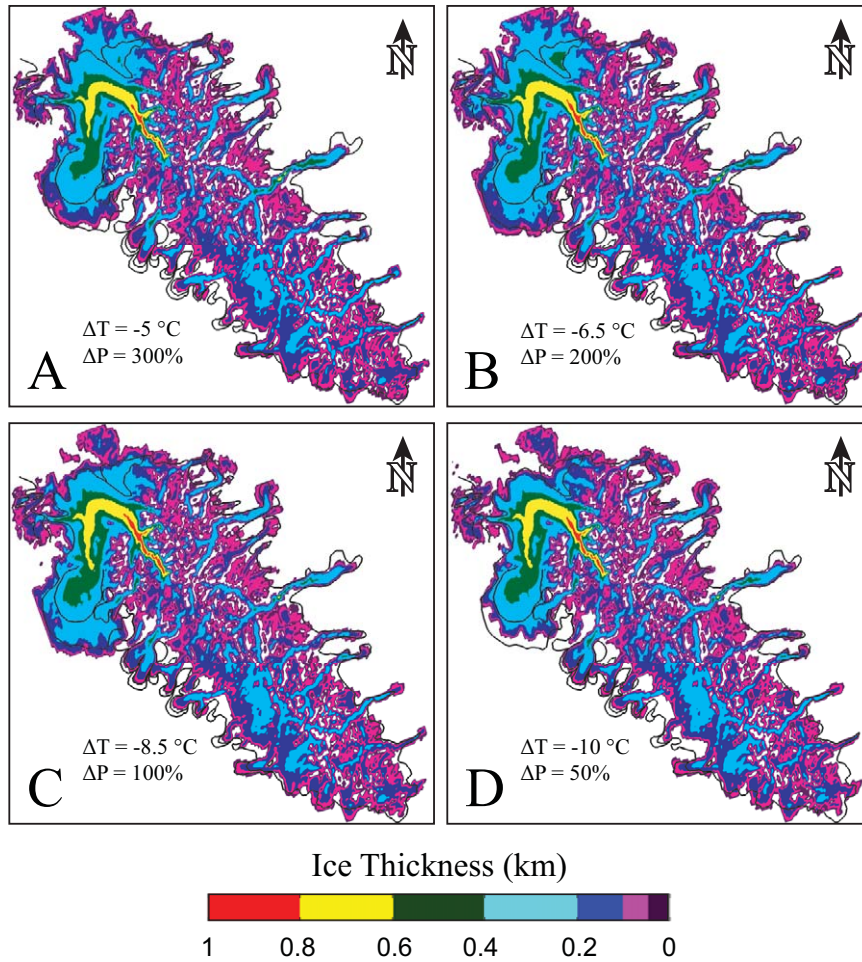 N
N
ΔT = -5 °C
ΔP = 300%
A
ΔT = -6.5 °C
ΔP = 200%
B
N
N
ΔT = -8.5 °C
ΔP = 100%
C
ΔT = -10 °C
ΔP = 50%
D
Ice Thickness (km)
1 0.8 0.6 0.4 0.2 0